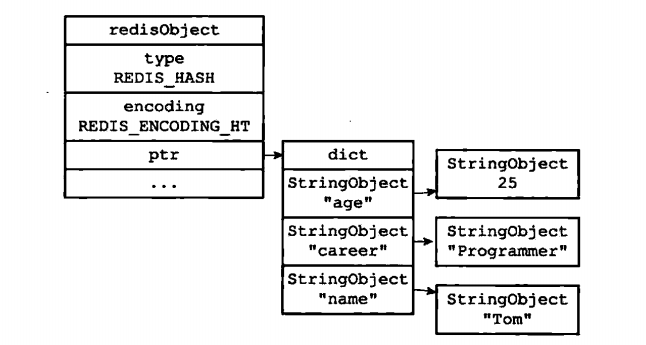 redisObject
type
REDIS_HASH
encoding
REDIS_ENCODING_HT
ptr
...
dict
StringObject
"age"
StringObject
"career"
StringObject
"name"
StringObject
25
StringObject
"Programmer"
StringObject
"Tom"